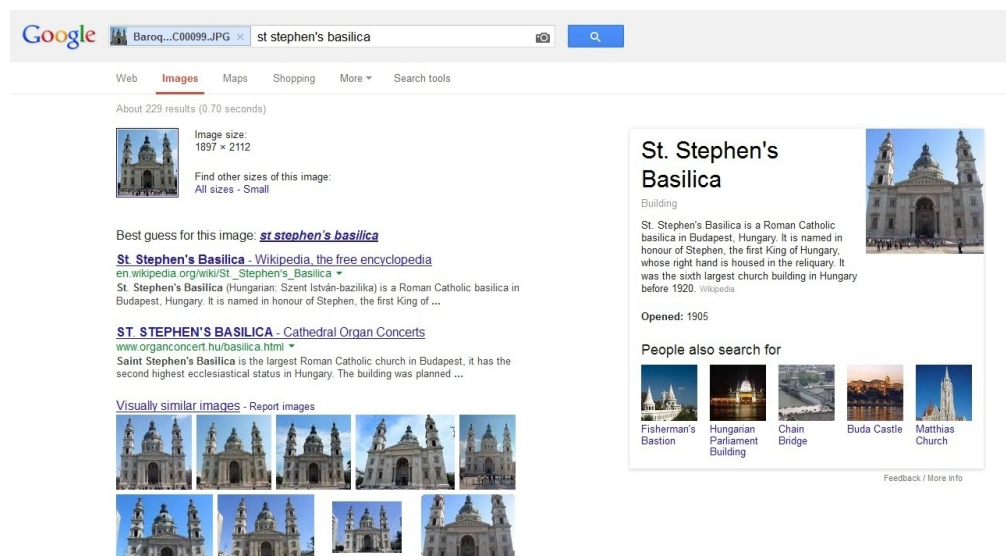 Google Baroq...C00099.JPG × st stephen's basilica
Web Images Maps Shopping More Search tools
About 229 results (0.70 seconds)
Image size:
1897 × 2112
Find other sizes of this image:
All sizes - Small
Best guess for this image: st stephen's basilica
St. Stephen's Basilica - Wikipedia, the free encyclopedia
en.wikipedia.org/wiki/St._Stephen's_Basilica
St. Stephen's Basilica (Hungarian: Szent István-bazilika) is a Roman Catholic basilica in
Budapest, Hungary. It is named in honour of Stephen, the first King of ...
ST. STEPHEN'S BASILICA - Cathedral Organ Concerts
www.organconcert.hu/basilica.html
Saint Stephen's Basilica is the largest Roman Catholic church in Budapest, it has the
second highest ecclesiastical status in Hungary. The building was planned ...
Visually similar images - Report images
St. Stephen's
Basilica
Building
St. Stephen's Basilica is a Roman Catholic
basilica in Budapest, Hungary. It is named in
honour of Stephen, the first King of Hungary,
whose right hand is housed in the reliquary. It
was the sixth largest church building in Hungary
before 1920. Wikipedia
Opened: 1905
People also search for
Fisherman's
Bastion
Hungarian
Parliament
Building
Chain
Bridge
Buda Castle
Matthias
Church
Feedback / More info